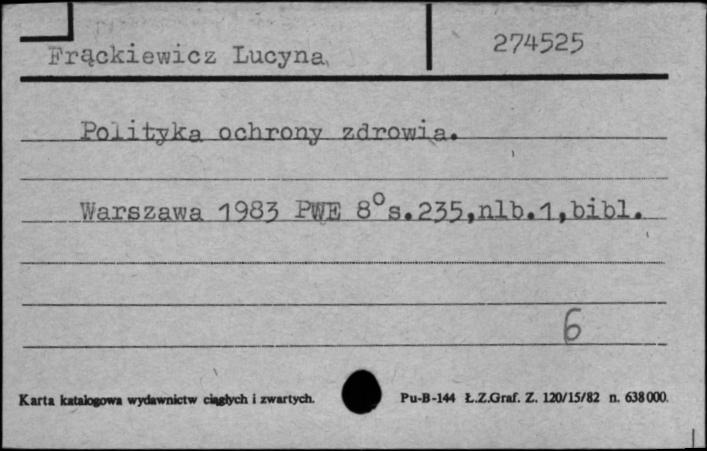 Frąckiewicz Lucyna
274525
Polityka ochrony zdrowia.
Warszawa 1983 PWE 8° s.235,nlb.1,bibl.
6
Karta katalogowa wydawnictw ciągłych i zwartych.
Pu-B-144 Ł.Z.Graf. Z. 120/15/82 n. 638000.